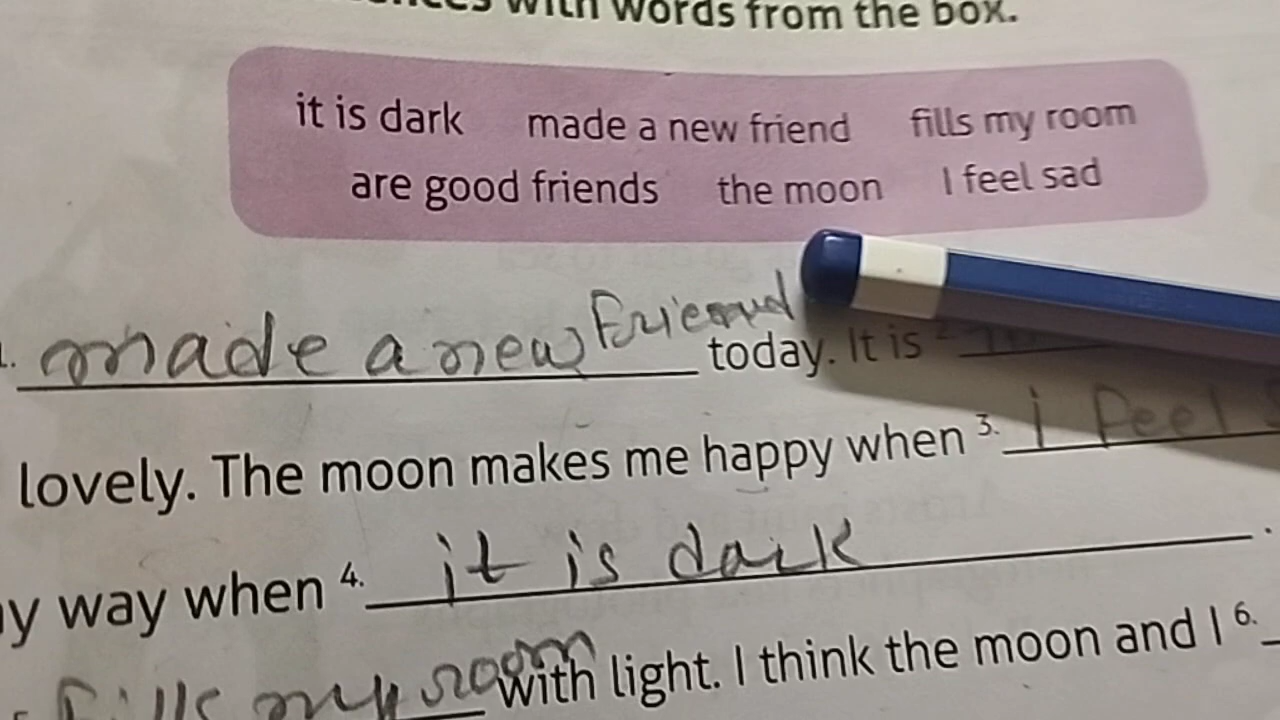 with words from the box.
it is dark made a new friend fills my room
are good friends the moon I feel sad
1. made a new Friend today. It is 2.
lovely. The moon makes me happy when 3. i feel
way when 4. it is dark .
fills my room with light. I think the moon and I 6.